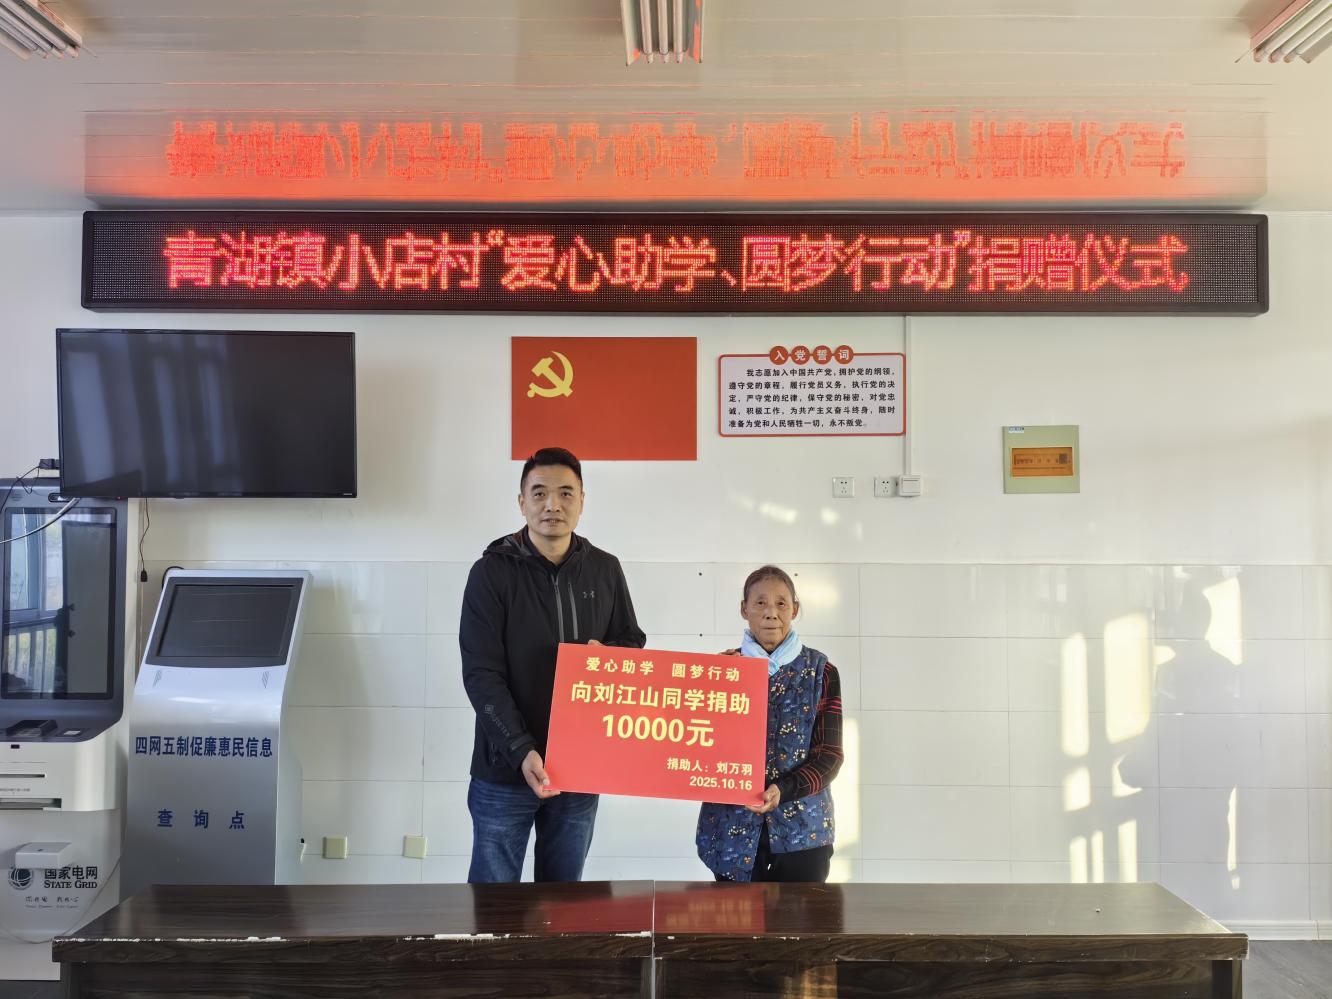 青湖镇小店村“爱心助学、圆梦行动”捐赠仪式
入党誓词
我志愿加入中国共产党，拥护党的纲领，
遵守党的章程，履行党员义务，执行党的决
定，严守党的纪律，保守党的秘密，对党忠
诚，积极工作，为共产主义奋斗终身，随时
准备为党和人民牺牲一切，永不叛党。
爱心助学 圆梦行动
向刘江山同学捐助
10000元
捐助人：刘万羽
2025.10.16
四网五制促廉惠民信息
查询点
国家电网
STATE GRID